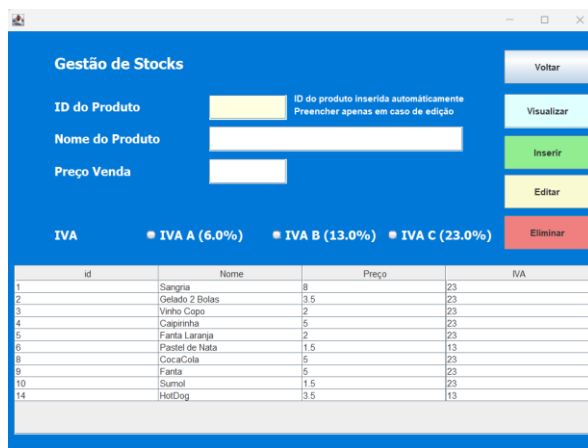 Gestão de Stocks
Voltar
ID do Produto
ID do produto inserida automáticamente
Preencher apenas em caso de edição
Visualizar
Nome do Produto
Inserir
Preço Venda
Editar
IVA
IVA A (6.0%)
IVA B (13.0%)
IVA C (23.0%)
Eliminar
id Nome Preço IVA
1 Sangria 8 23
2 Gelado 2 Bolas 3.5 23
3 Vinho Copo 2 23
4 Caipirinha 5 23
5 Fanta Laranja 2 23
6 Pastel de Nata 1.5 13
8 CocaCola 5 23
9 Fanta 5 23
10 Sumol 1.5 23
14 HotDog 3.5 13